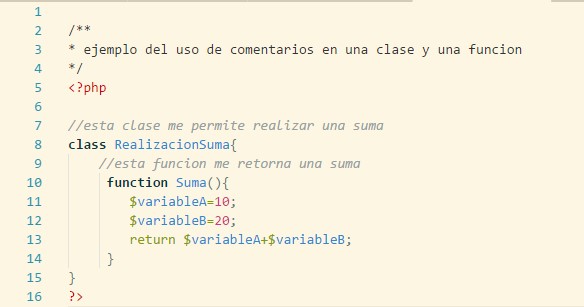 1
2 /**
3 * ejemplo del uso de comentarios en una clase y una funcion
4 */
5 <?php
6
7 //esta clase me permite realizar una suma
8 class RealizacionSuma{
9 //esta funcion me retorna una suma
10 function Suma(){
11 $variableA=10;
12 $variableB=20;
13 return $variableA+$variableB;
14 }
15 }
16 ?>